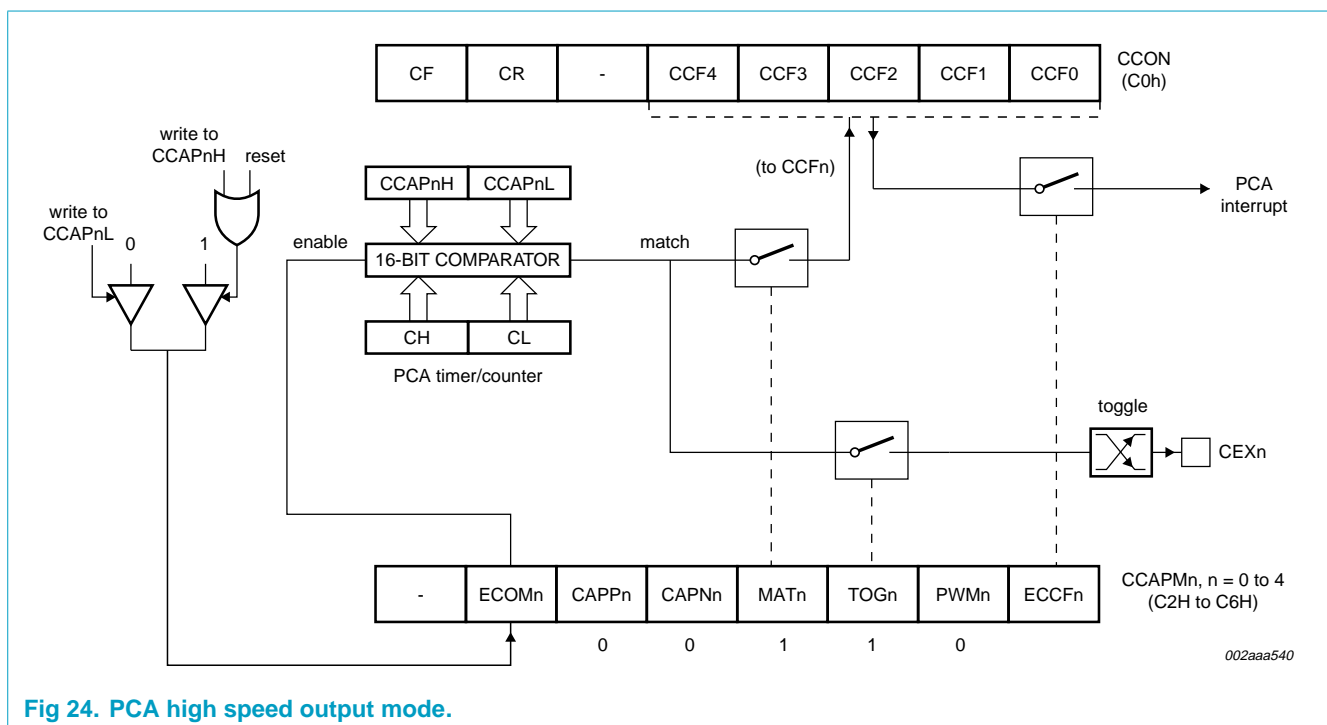 CF CR - CCF4 CCF3 CCF2 CCF1 CCF0
CCON
(C0h)
write to
CCAPnH reset
(to CCFn)
CCAPnH CCAPnL
PCA
interrupt
write to
CCAPnL
0 1
enable
16-BIT COMPARATOR
match
CH CL
PCA timer/counter
toggle
CEXn
- ECOMn CAPPn CAPNn MATn TOGn PWMn ECCFn
CCAPMn, n = 0 to 4
(C2H to C6H)
0 0 1 1 0
002aaa540
Fig 24. PCA high speed output mode.